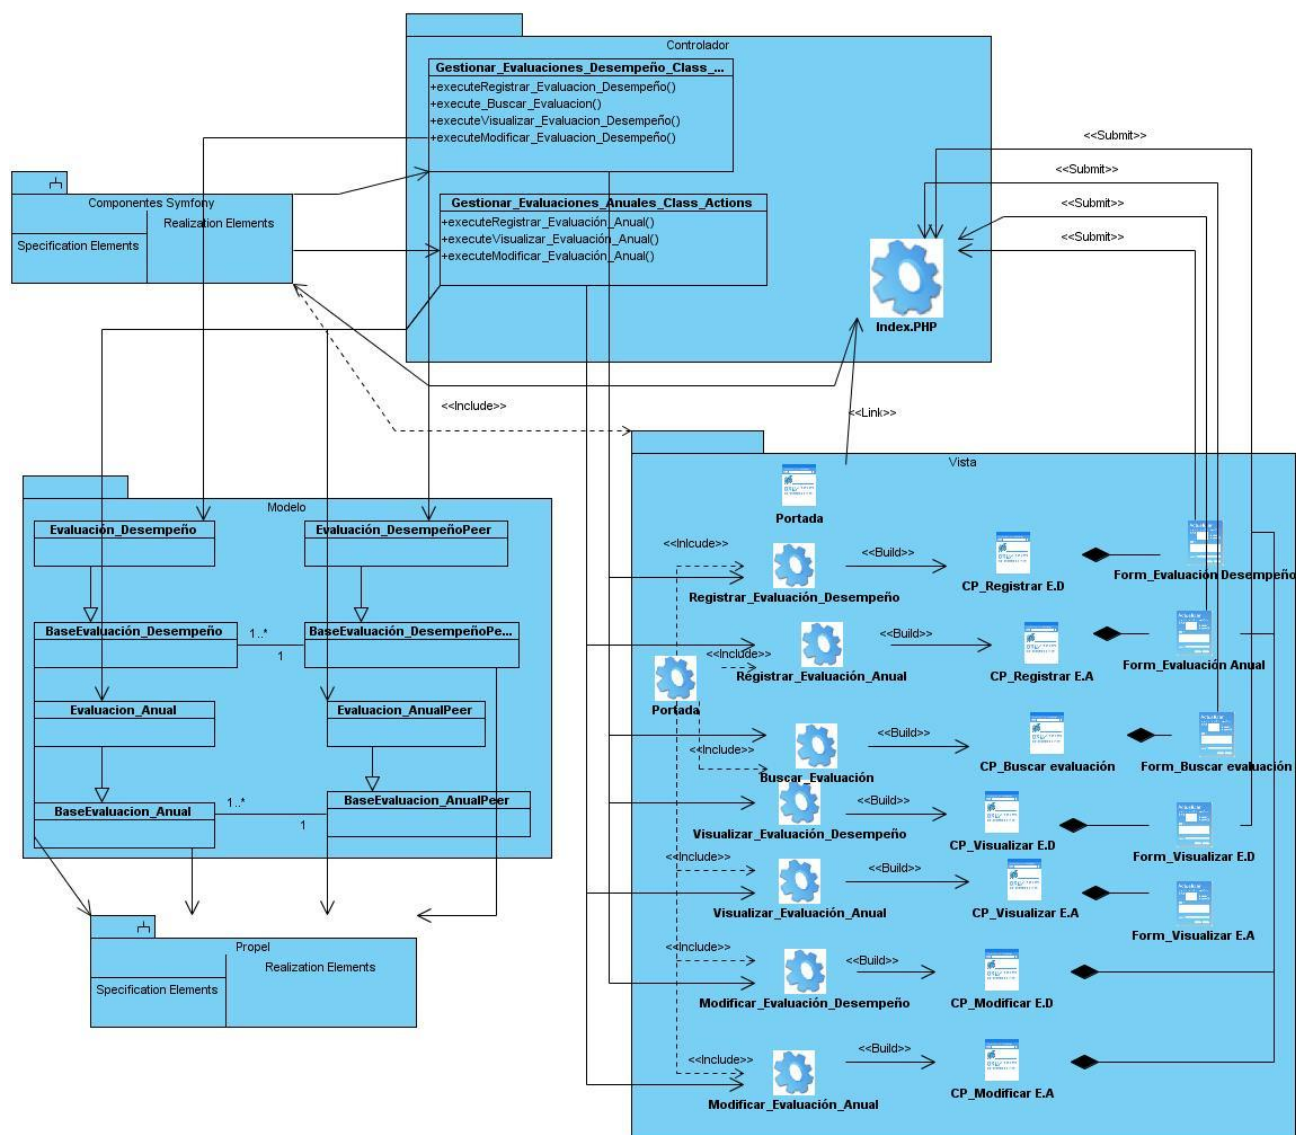 Controlador
Gestionar_Evaluaciones_Desempeño_Class_...
+executeRegistrar_Evaluacion_Desempeño()
+execute_Buscar_Evaluacion()
+executeVisualizar_Evaluacion_Desempeño()
+executeModificar_Evaluacion_Desempeño()
Gestionar_Evaluaciones_Anuales_Class_Actions
+executeRegistrar_Evaluación_Anual()
+executeVisualizar_Evaluación_Anual()
+executeModificar_Evaluación_Anual()
Index.PHP
<<Submit>>
<<Submit>>
<<Submit>>
<<Submit>>
Componentes Symfony
Realization Elements
Specification Elements
<<Include>>
<<Link>>
Modelo
Evaluación_Desempeño
Evaluación_DesempeñoPeer
BaseEvaluación_Desempeño
1..*
1
BaseEvaluación_DesempeñoPe...
Evaluacion_Anual
Evaluacion_AnualPeer
BaseEvaluacion_Anual
1..*
1
BaseEvaluacion_AnualPeer
Propel
Realization Elements
Specification Elements
Vista
Portada
<<Inlcude>>
<<Build>>
Registrar_Evaluación_Desempeño
CP_Registrar E.D
Form_Evaluación Desempeño
<<Include>>
<<Build>>
Registrar_Evaluación_Anual
CP_Registrar E.A
Form_Evaluación Anual
Portada
<<Include>>
<<Build>>
Buscar_Evaluación
CP_Buscar evaluación
Form_Buscar evaluación
<<Build>>
Visualizar_Evaluación_Desempeño
CP_Visualizar E.D
Form_Visualizar E.D
<<Include>>
<<Build>>
Visualizar_Evaluación_Anual
CP_Visualizar E.A
Form_Visualizar E.A
<<Include>>
<<Build>>
Modificar_Evaluación_Desempeño
CP_Modificar E.D
<<Include>>
<<Build>>
Modificar_Evaluación_Anual
CP_Modificar E.A